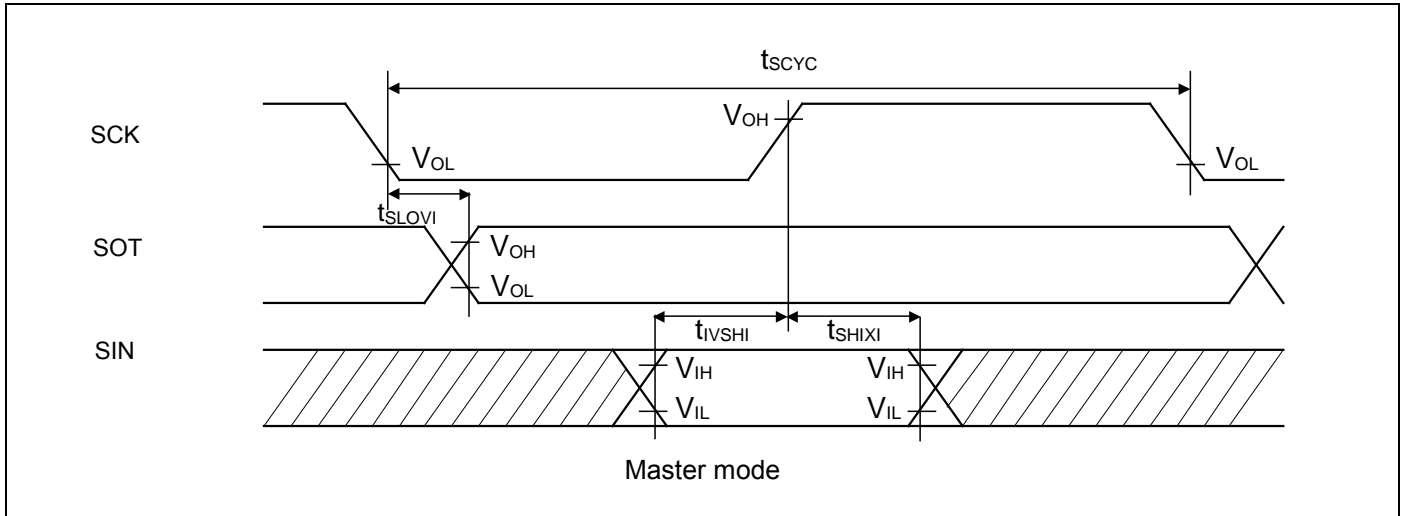 tSCYC
SCK
VOH
VOL
VOL
tSLOVI
SOT
VOH
VOL
tIVSHI
tSHIXI
SIN
VIH
VIH
VIL
VIL
Master mode